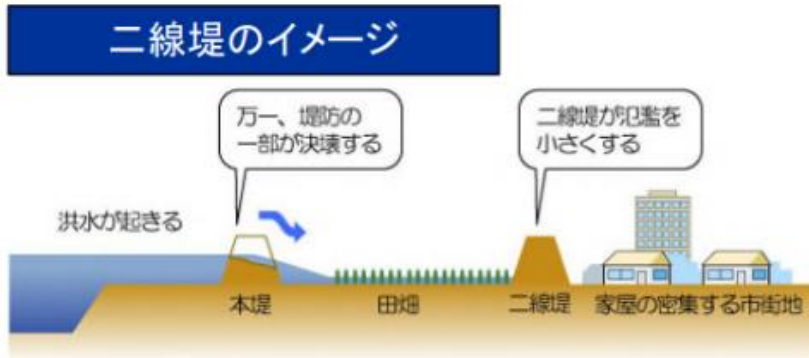 二線堤のイメージ
万一、堤防の
一部が決壊する
二線堤が氾濫を
小さくする
洪水が起きる
本堤
田畑
二線堤
家屋の密集する市街地